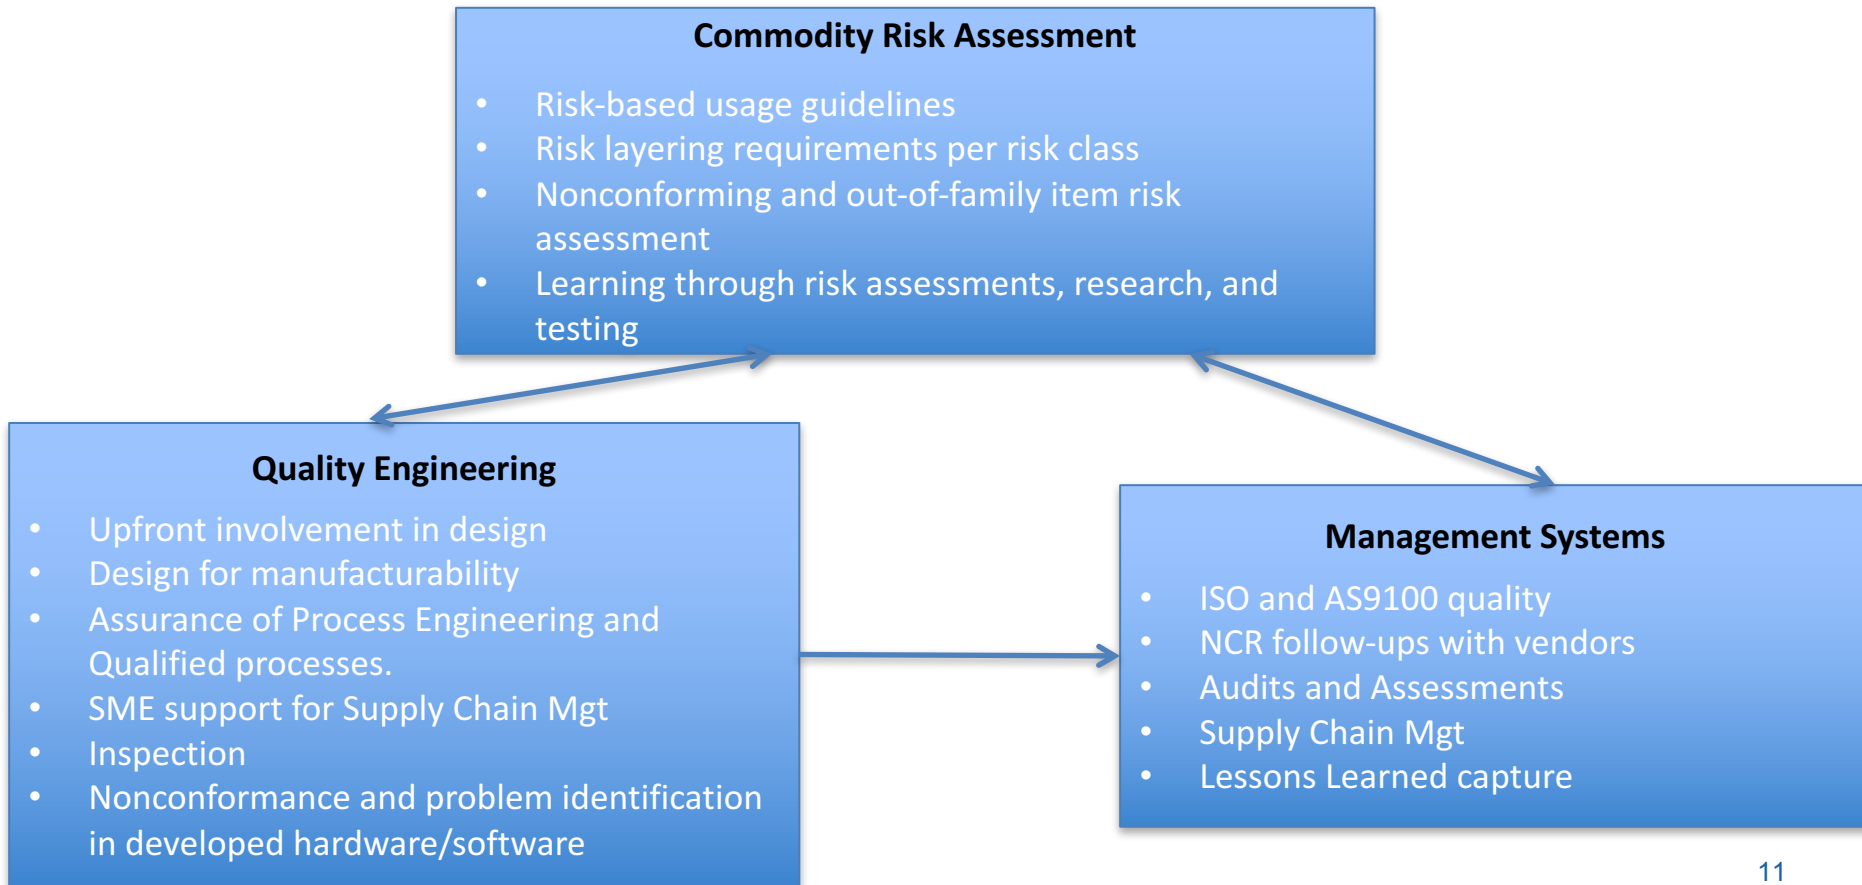 Commodity Risk Assessment
• Risk-based usage guidelines
• Risk layering requirements per risk class
• Nonconforming and out-of-family item risk
assessment
• Learning through risk assessments, research, and
testing
Quality Engineering
• Upfront involvement in design
• Design for manufacturability
• Assurance of Process Engineering and
Qualified processes.
• SME support for Supply Chain Mgt
• Inspection
• Nonconformance and problem identification
in developed hardware/software
Management Systems
• ISO and AS9100 quality
• NCR follow-ups with vendors
• Audits and Assessments
• Supply Chain Mgt
• Lessons Learned capture
11